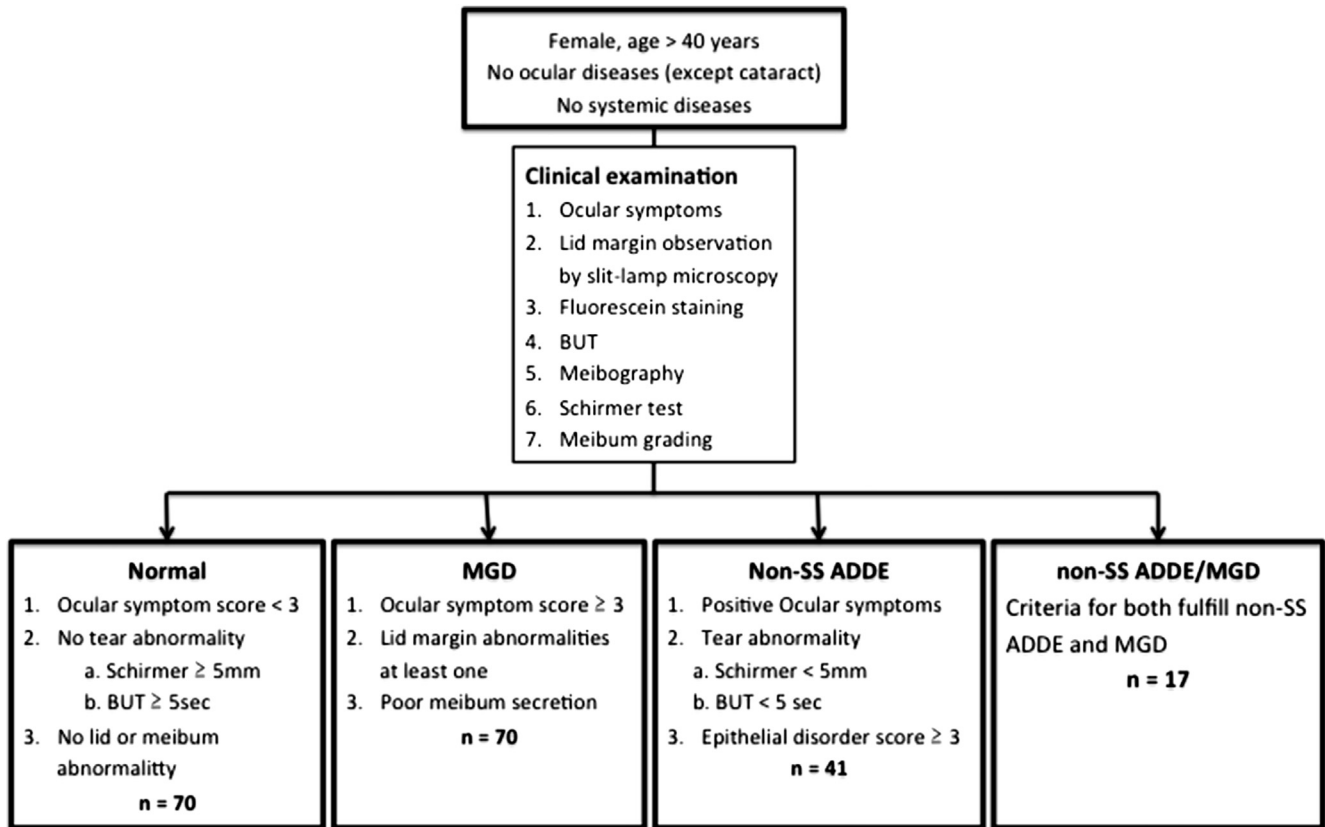 Female, age > 40 years
No ocular diseases (except cataract)
No systemic diseases
Clinical examination
1. Ocular symptoms
2. Lid margin observation
by slit-lamp microscopy
3. Fluorescein staining
4. BUT
5. Meibography
6. Schirmer test
7. Meibum grading
Normal
1. Ocular symptom score < 3
2. No tear abnormality
a. Schirmer ≧ 5mm
b. BUT ≧ 5sec
3. No lid or meibum
abnormalitty
n = 70
MGD
1. Ocular symptom score ≧ 3
2. Lid margin abnormalities
at least one
3. Poor meibum secretion
n = 70
Non-SS ADDE
1. Positive Ocular symptoms
2. Tear abnormality
a. Schirmer < 5mm
b. BUT < 5 sec
3. Epithelial disorder score ≧ 3
n = 41
non-SS ADDE/MGD
Criteria for both fulfill non-SS
ADDE and MGD
n = 17